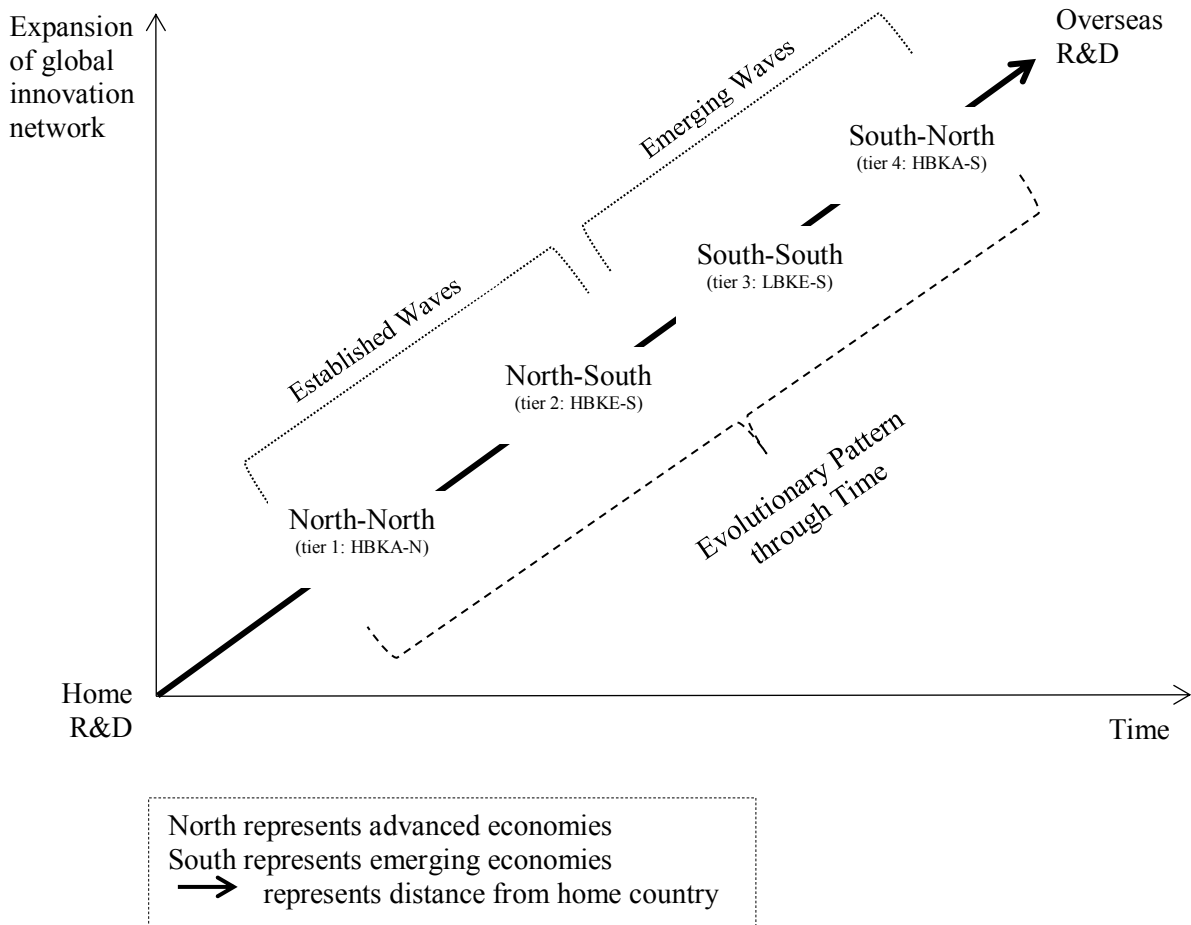 Expansion
of global
innovation
network
Overseas
R&D
Emerging Waves
South-North
(tier 4: HBKA-S)
South-South
(tier 3: LBKE-S)
Established Waves
North-South
(tier 2: HBKE-S)
Evolutionary Pattern
through Time
North-North
(tier 1: HBKA-N)
Home
R&D
Time
North represents advanced economies
South represents emerging economies
represents distance from home country